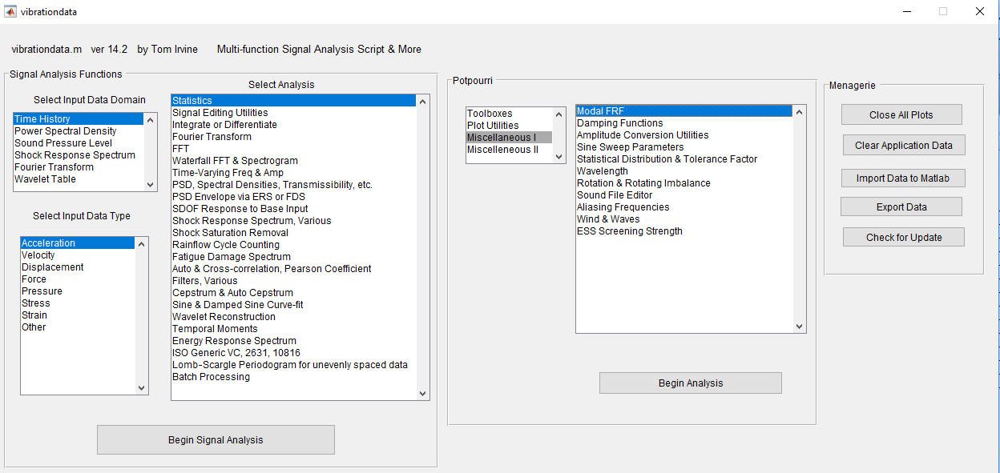 vibrationdata
vibrationdata.m ver 14.2 by Tom Irvine Multi-function Signal Analysis Script & More
Signal Analysis Functions
Select Input Data Domain
Time History
Power Spectral Density
Sound Pressure Level
Shock Response Spectrum
Fourier Transform
Wavelet Table
Select Input Data Type
Acceleration
Velocity
Displacement
Force
Pressure
Stress
Strain
Other
Select Analysis
Statistics
Signal Editing Utilities
Integrate or Differentiate
Fourier Transform
FFT
Waterfall FFT & Spectrogram
Time-Varying Freq & Amp
PSD, Spectral Densities, Transmissibility, etc.
PSD Envelope via ERS or FDS
SDOF Response to Base Input
Shock Response Spectrum, Various
Shock Saturation Removal
Rainflow Cycle Counting
Fatigue Damage Spectrum
Auto & Cross-correlation, Pearson Coefficient
Filters, Various
Cepstrum & Auto Cepstrum
Sine & Damped Sine Curve-fit
Wavelet Reconstruction
Temporal Moments
Energy Response Spectrum
ISO Generic VC, 2631, 10816
Lomb-Scargle Periodogram for unevenly spaced data
Batch Processing
Begin Signal Analysis
Potpourri
Toolboxes
Plot Utilities
Miscellaneous I
Miscelleneous II
Modal FRF
Damping Functions
Amplitude Conversion Utilities
Sine Sweep Parameters
Statistical Distribution & Tolerance Factor
Wavelength
Rotation & Rotating Imbalance
Sound File Editor
Aliasing Frequencies
Wind & Waves
ESS Screening Strength
Begin Analysis
Menagerie
Close All Plots
Clear Application Data
Import Data to Matlab
Export Data
Check for Update